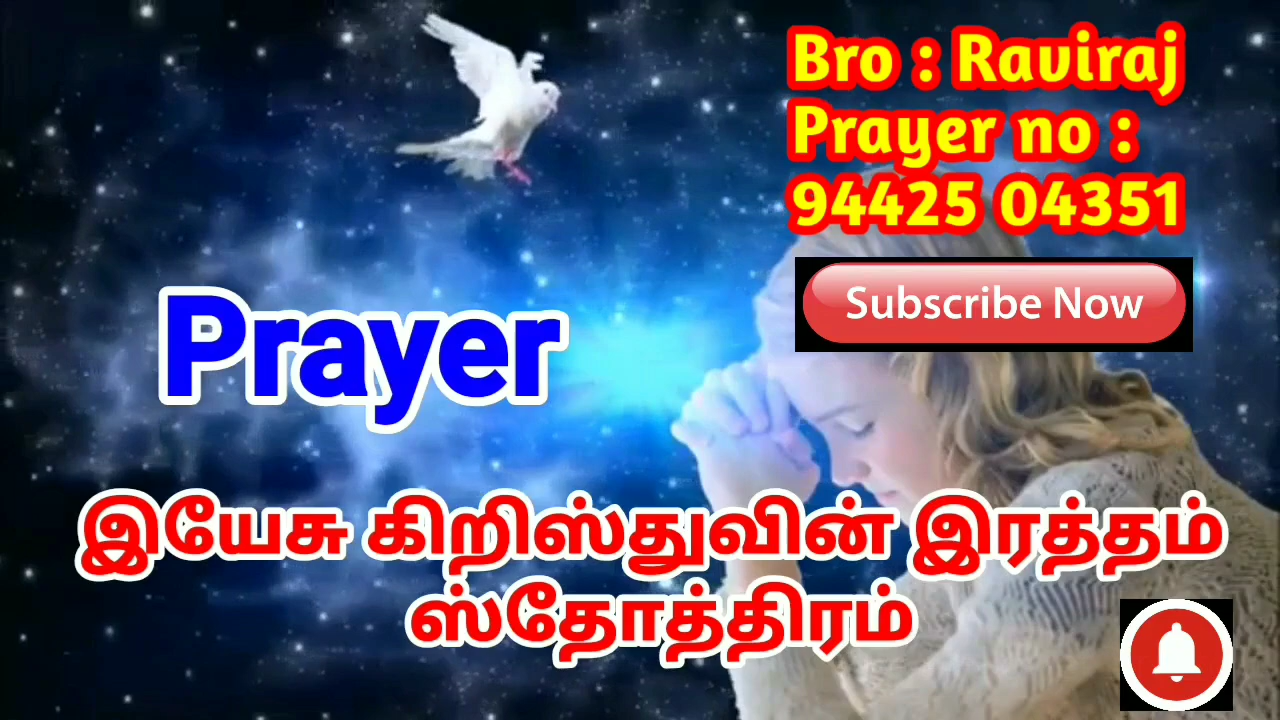 Bro : Raviraj
Prayer no :
94425 04351
Subscribe Now
Prayer
இயேசு கிறிஸ்துவின் இரத்தம்
ஸ்தோத்திரம்